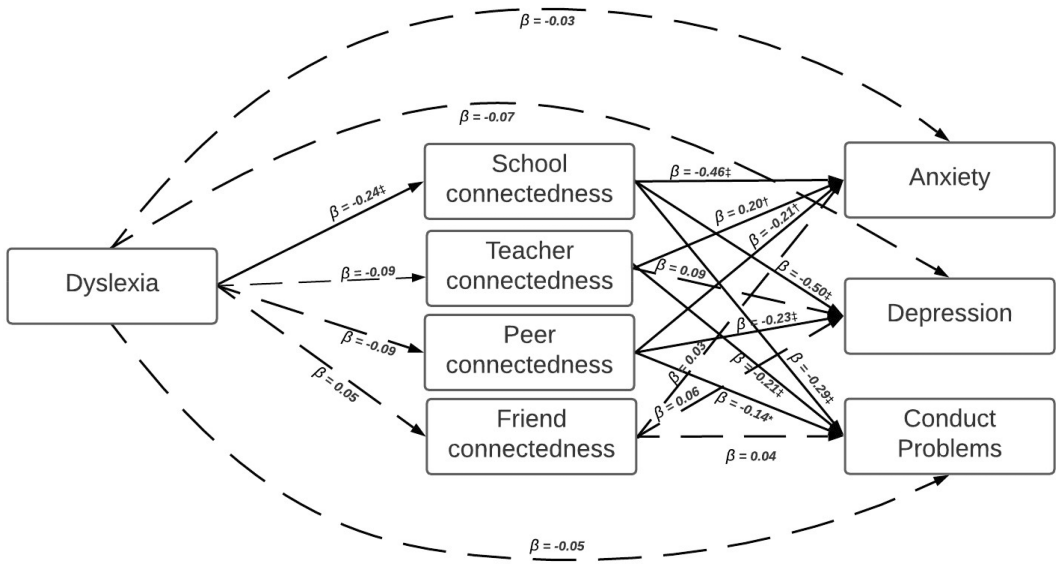 β = -0.03
β = -0.07
School
connectedness
Anxiety
β = -0.46‡
β = -0.24‡
β = 0.20†
β = -0.21†
Teacher
connectedness
Dyslexia
β = -0.09
β = 0.09
β = -0.50‡
Depression
Peer
connectedness
β = -0.09
β = -0.23‡
β = 0.03
β = -0.21‡
β = -0.29‡
β = 0.05
Friend
connectedness
β = 0.06
β = -0.14*
Conduct
Problems
β = 0.04
β = -0.05